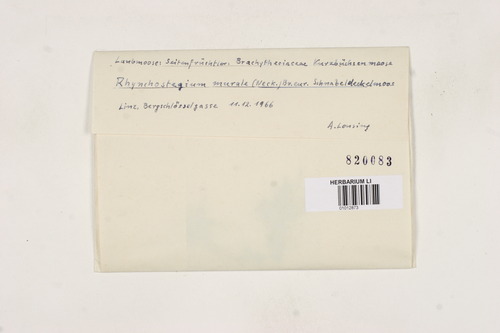 Laubmoose: Seitenfrüchtler. Brachytheciaceae Kurzbüchsenmoose
Rhynchostegium murale (Neck.) Br. eur. Schnabeldeckelmoos
Linz, Bergschlösselgasse 11.12.1966
A. Lonsing
820083
HERBARIUM LI
01012873